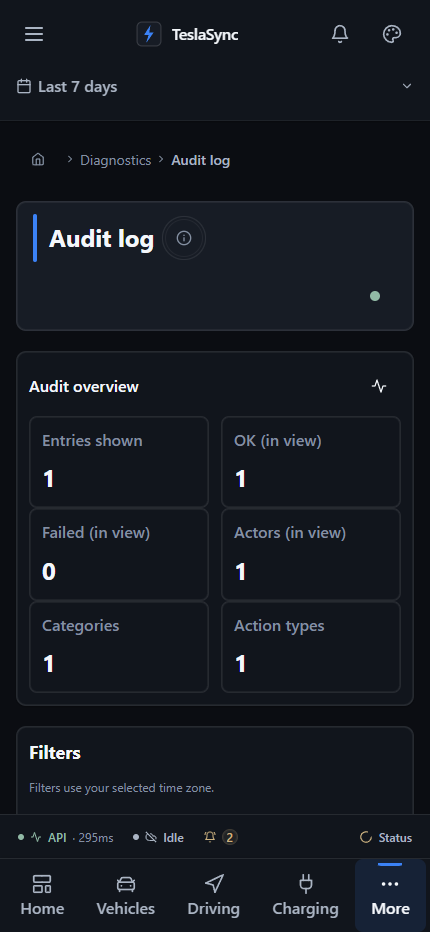 TeslaSync
Last 7 days
Diagnostics
Audit log
Audit log
Audit overview
Entries shown
1
OK (in view)
1
Failed (in view)
0
Actors (in view)
1
Categories
1
Action types
1
Filters
Filters use your selected time zone.
API · 295ms
Idle
2
Status
Home
Vehicles
Driving
Charging
More